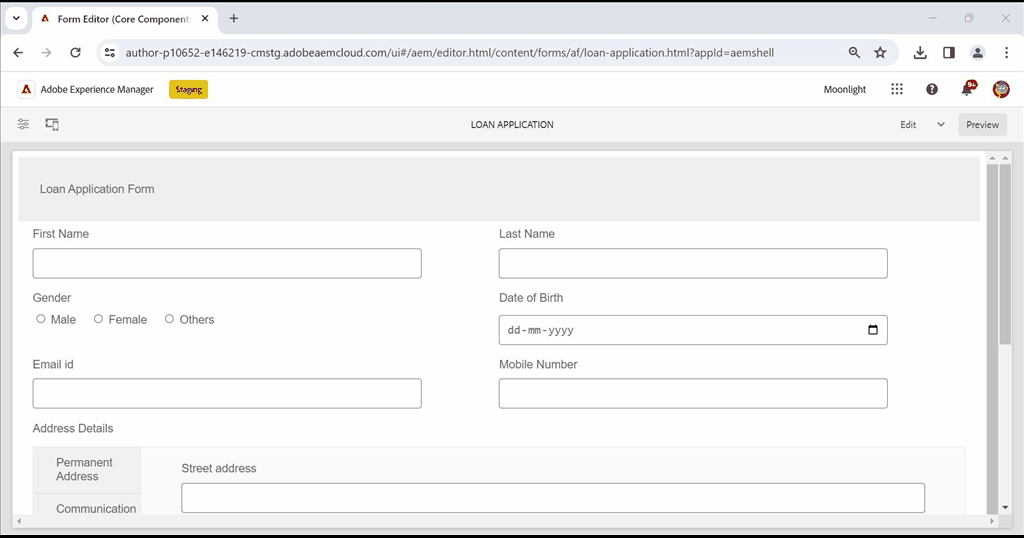 Form Editor (Core Component
author-p10652-e146219-cmstg.adobeaemcloud.com/ui#/aem/editor.html/content/forms/af/loan-application.html?appId=aemshell
Adobe Experience Manager
Staging
Moonlight
9+
LOAN APPLICATION
Edit
Preview
Loan Application Form
First Name
Last Name
Gender
Date of Birth
Male
Female
Others
dd-mm-yyyy
Email id
Mobile Number
Address Details
Permanent
Address
Street address
Communication